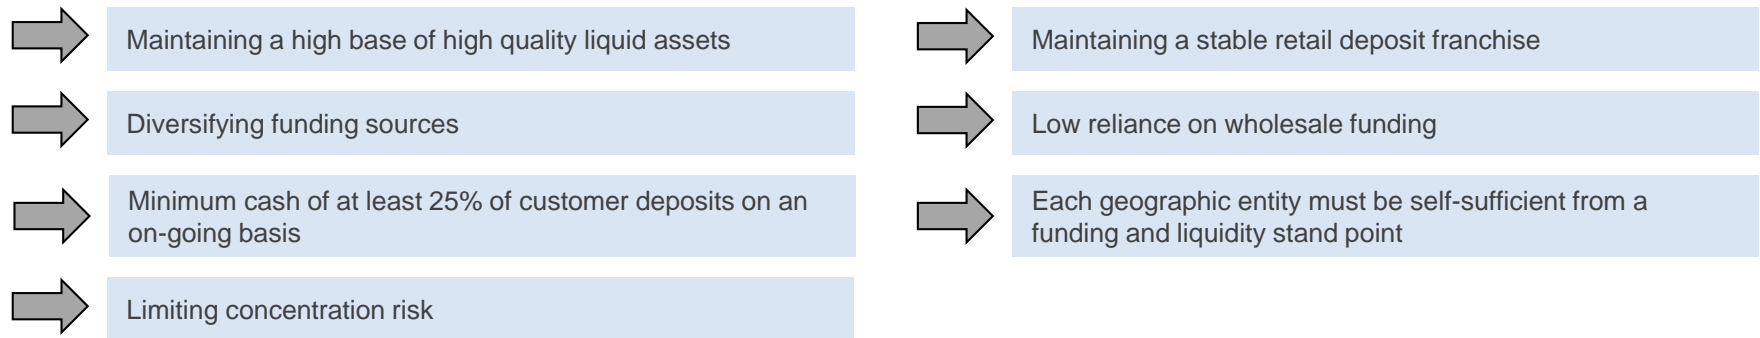 Maintaining a high base of high quality liquid assets
Diversifying funding sources
Minimum cash of at least 25% of customer deposits on an
on-going basis
Limiting concentration risk
Maintaining a stable retail deposit franchise
Low reliance on wholesale funding
Each geographic entity must be self-sufficient from a
funding and liquidity stand point